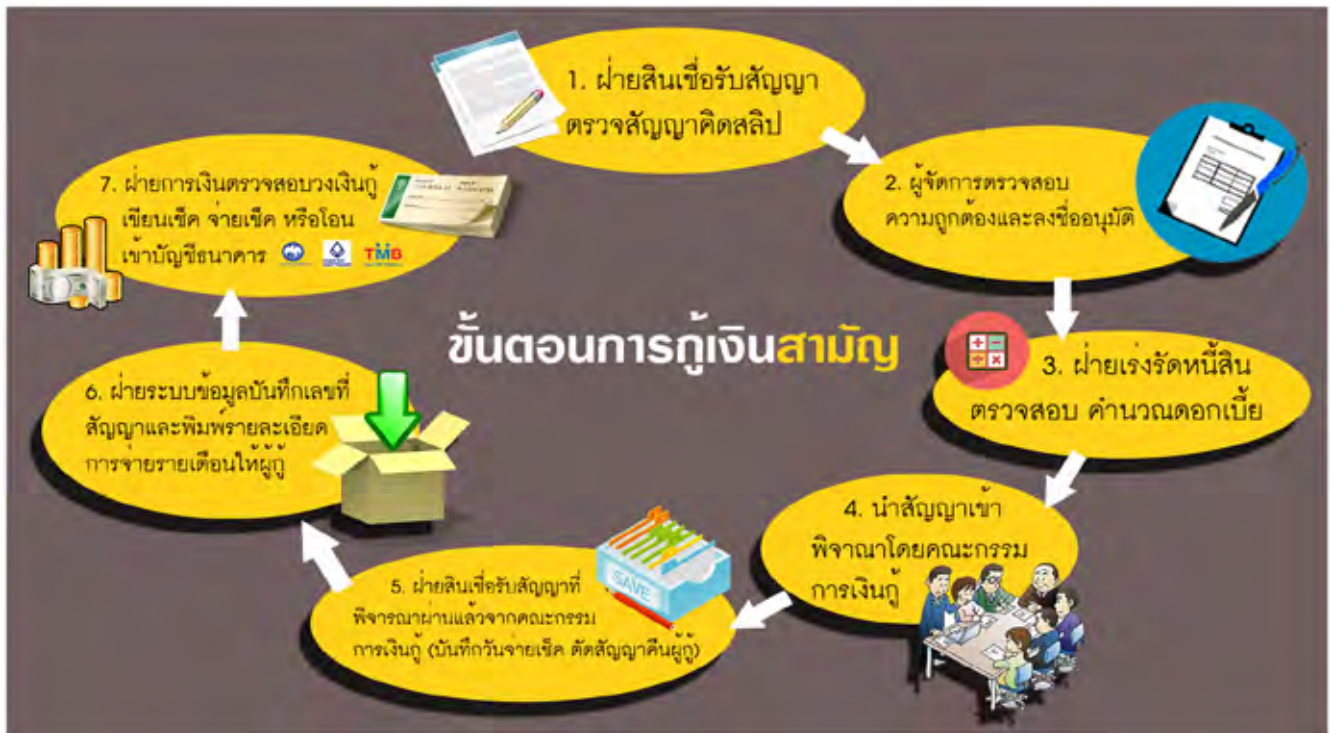 1. ฝ่ายสินเชื่อรับสัญญา
ตรวจสัญญาคิดสลิป
2. ผู้จัดการตรวจสอบ
ความถูกต้องและลงชื่ออนุมัติ
3. ฝ่ายเร่งรัดหนี้สิน
ตรวจสอบ คำนวณดอกเบี้ย
4. นำสัญญาเข้า
พิจาณาโดยคณะกรรม
การเงินกู้
5. ฝ่ายสินเชื่อรับสัญญาที่
พิจารณาผ่านแล้วจากคณะกรรม
การเงินกู้ (บันทึกวันจ่ายเช็ค ตัดสัญญาคืนผู้กู้)
SAVE
6. ฝ่ายระบบข้อมูลบันทึกเลขที่
สัญญาและพิมพ์รายละเอียด
การจ่ายรายเดือนให้ผู้กู้
7. ฝ่ายการเงินตรวจสอบวงเงินกู้
เขียนเช็ค จ่ายเช็ค หรือโอน
เข้าบัญชีธนาคาร
TMB
ขั้นตอนการกู้เงินสามัญ